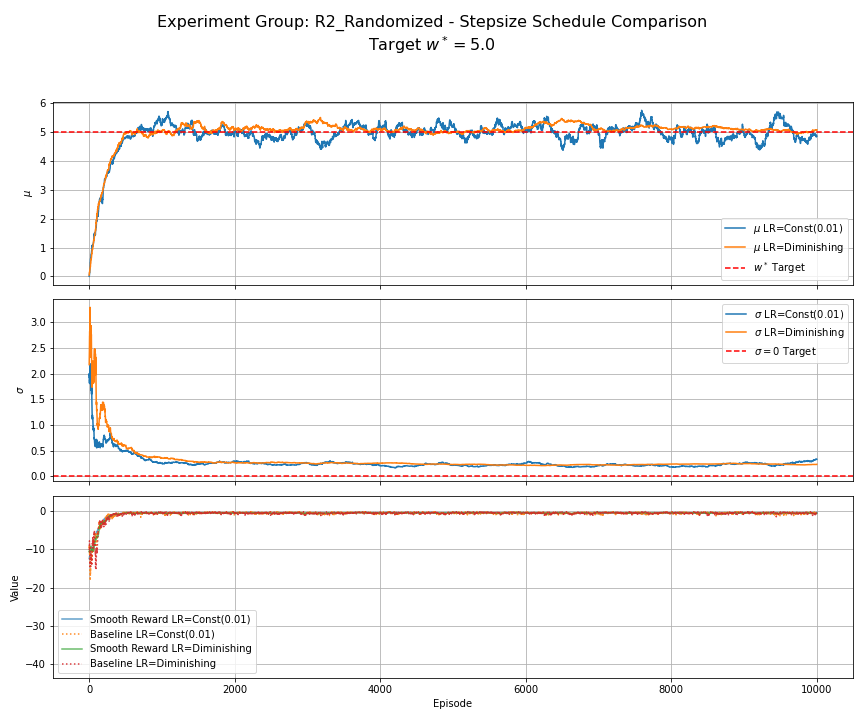 Experiment Group: R2_Randomized - Stepsize Schedule Comparison
Target w* = 5.0
6
5
4
3
2
1
0
μ
μ LR=Const(0.01)
μ LR=Diminishing
w* Target
3.0
2.5
2.0
1.5
1.0
0.5
0.0
σ
σ LR=Const(0.01)
σ LR=Diminishing
σ = 0 Target
0
−10
−20
−30
−40
Value
Smooth Reward LR=Const(0.01)
Baseline LR=Const(0.01)
Smooth Reward LR=Diminishing
Baseline LR=Diminishing
0 2000 4000 6000 8000 10000
Episode